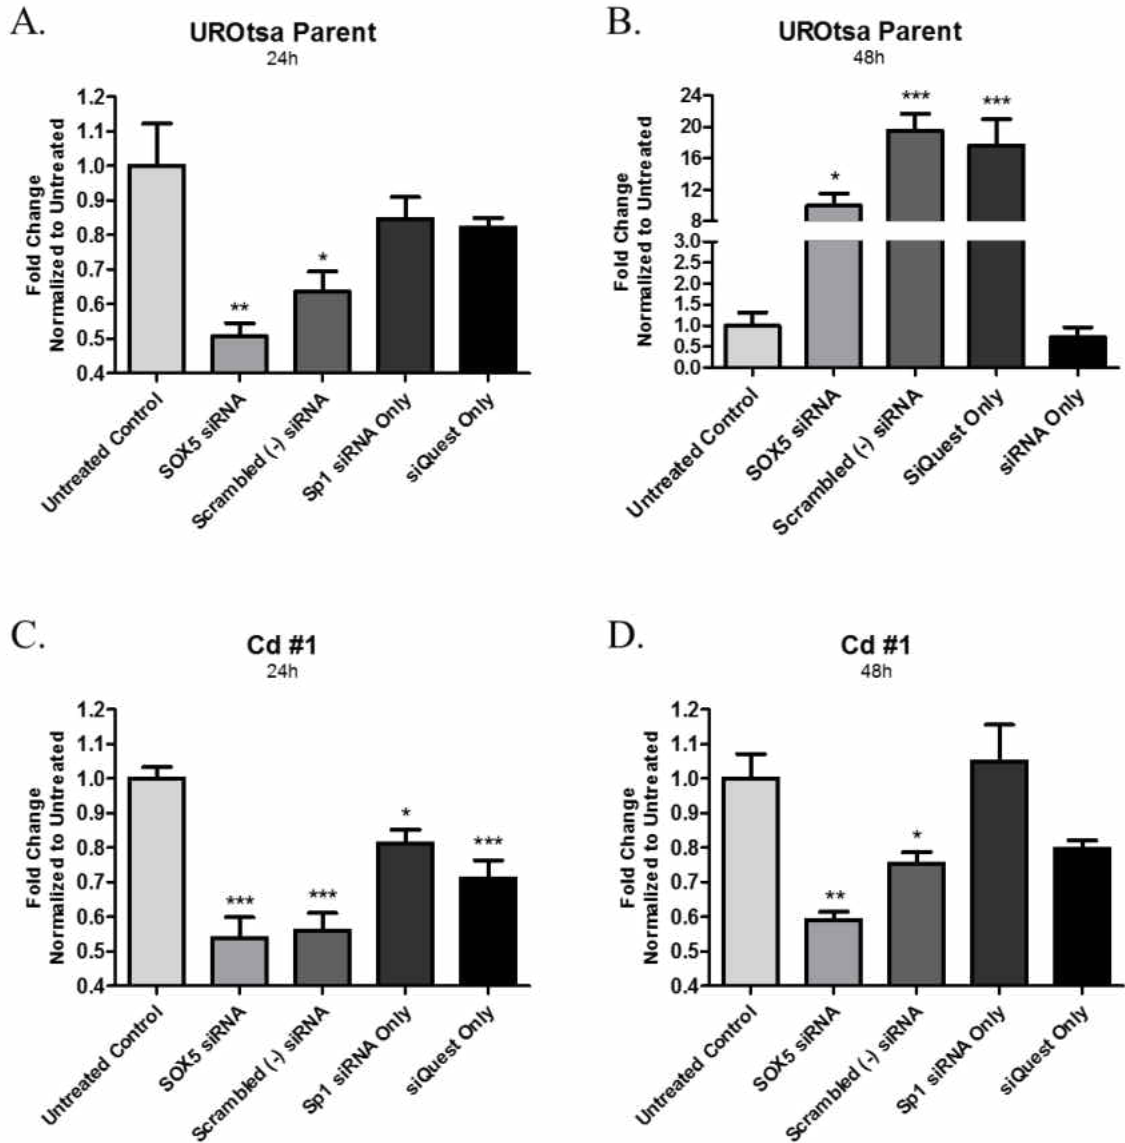 A.
UROtsa Parent
24h
Fold Change
Normalized to Untreated
1.2
1.1
1.0
0.9
0.8
0.7
0.6
0.5
0.4
**
*
Untreated Control
SOX5 siRNA
Scrambled (-) siRNA
Sp1 siRNA Only
siQuest Only
B.
UROtsa Parent
48h
Fold Change
Normalized to Untreated
24
20
16
12
8
3.0
2.5
2.0
1.5
1.0
0.5
0.0
*
***
***
Untreated Control
SOX5 siRNA
Scrambled (-) siRNA
SiQuest Only
siRNA Only
C.
Cd #1
24h
Fold Change
Normalized to Untreated
1.2
1.1
1.0
0.9
0.8
0.7
0.6
0.5
0.4
***
***
*
***
Untreated Control
SOX5 siRNA
Scrambled (-) siRNA
Sp1 siRNA Only
siQuest Only
D.
Cd #1
48h
Fold Change
Normalized to Untreated
1.2
1.1
1.0
0.9
0.8
0.7
0.6
0.5
0.4
**
*
Untreated Control
SOX5 siRNA
Scrambled (-) siRNA
Sp1 siRNA Only
siQuest Only